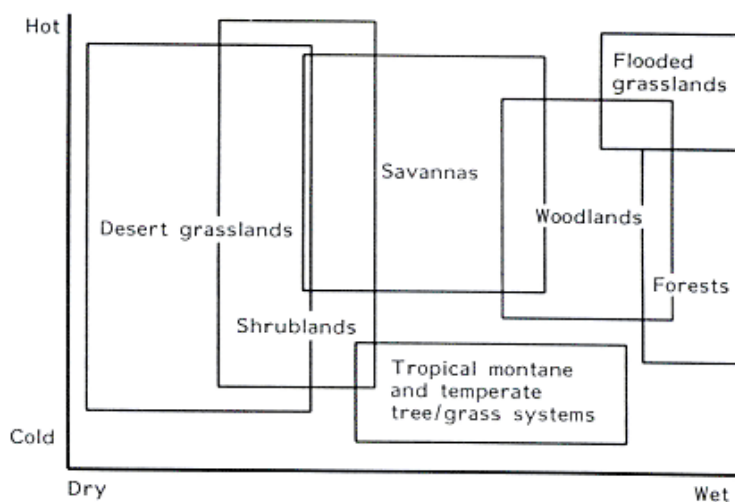 Hot
Flooded
grasslands
Savannas
Woodlands
Desert grasslands
Forests
Shrublands
Tropical montane
and temperate
tree/grass systems
Cold
Dry
Wet